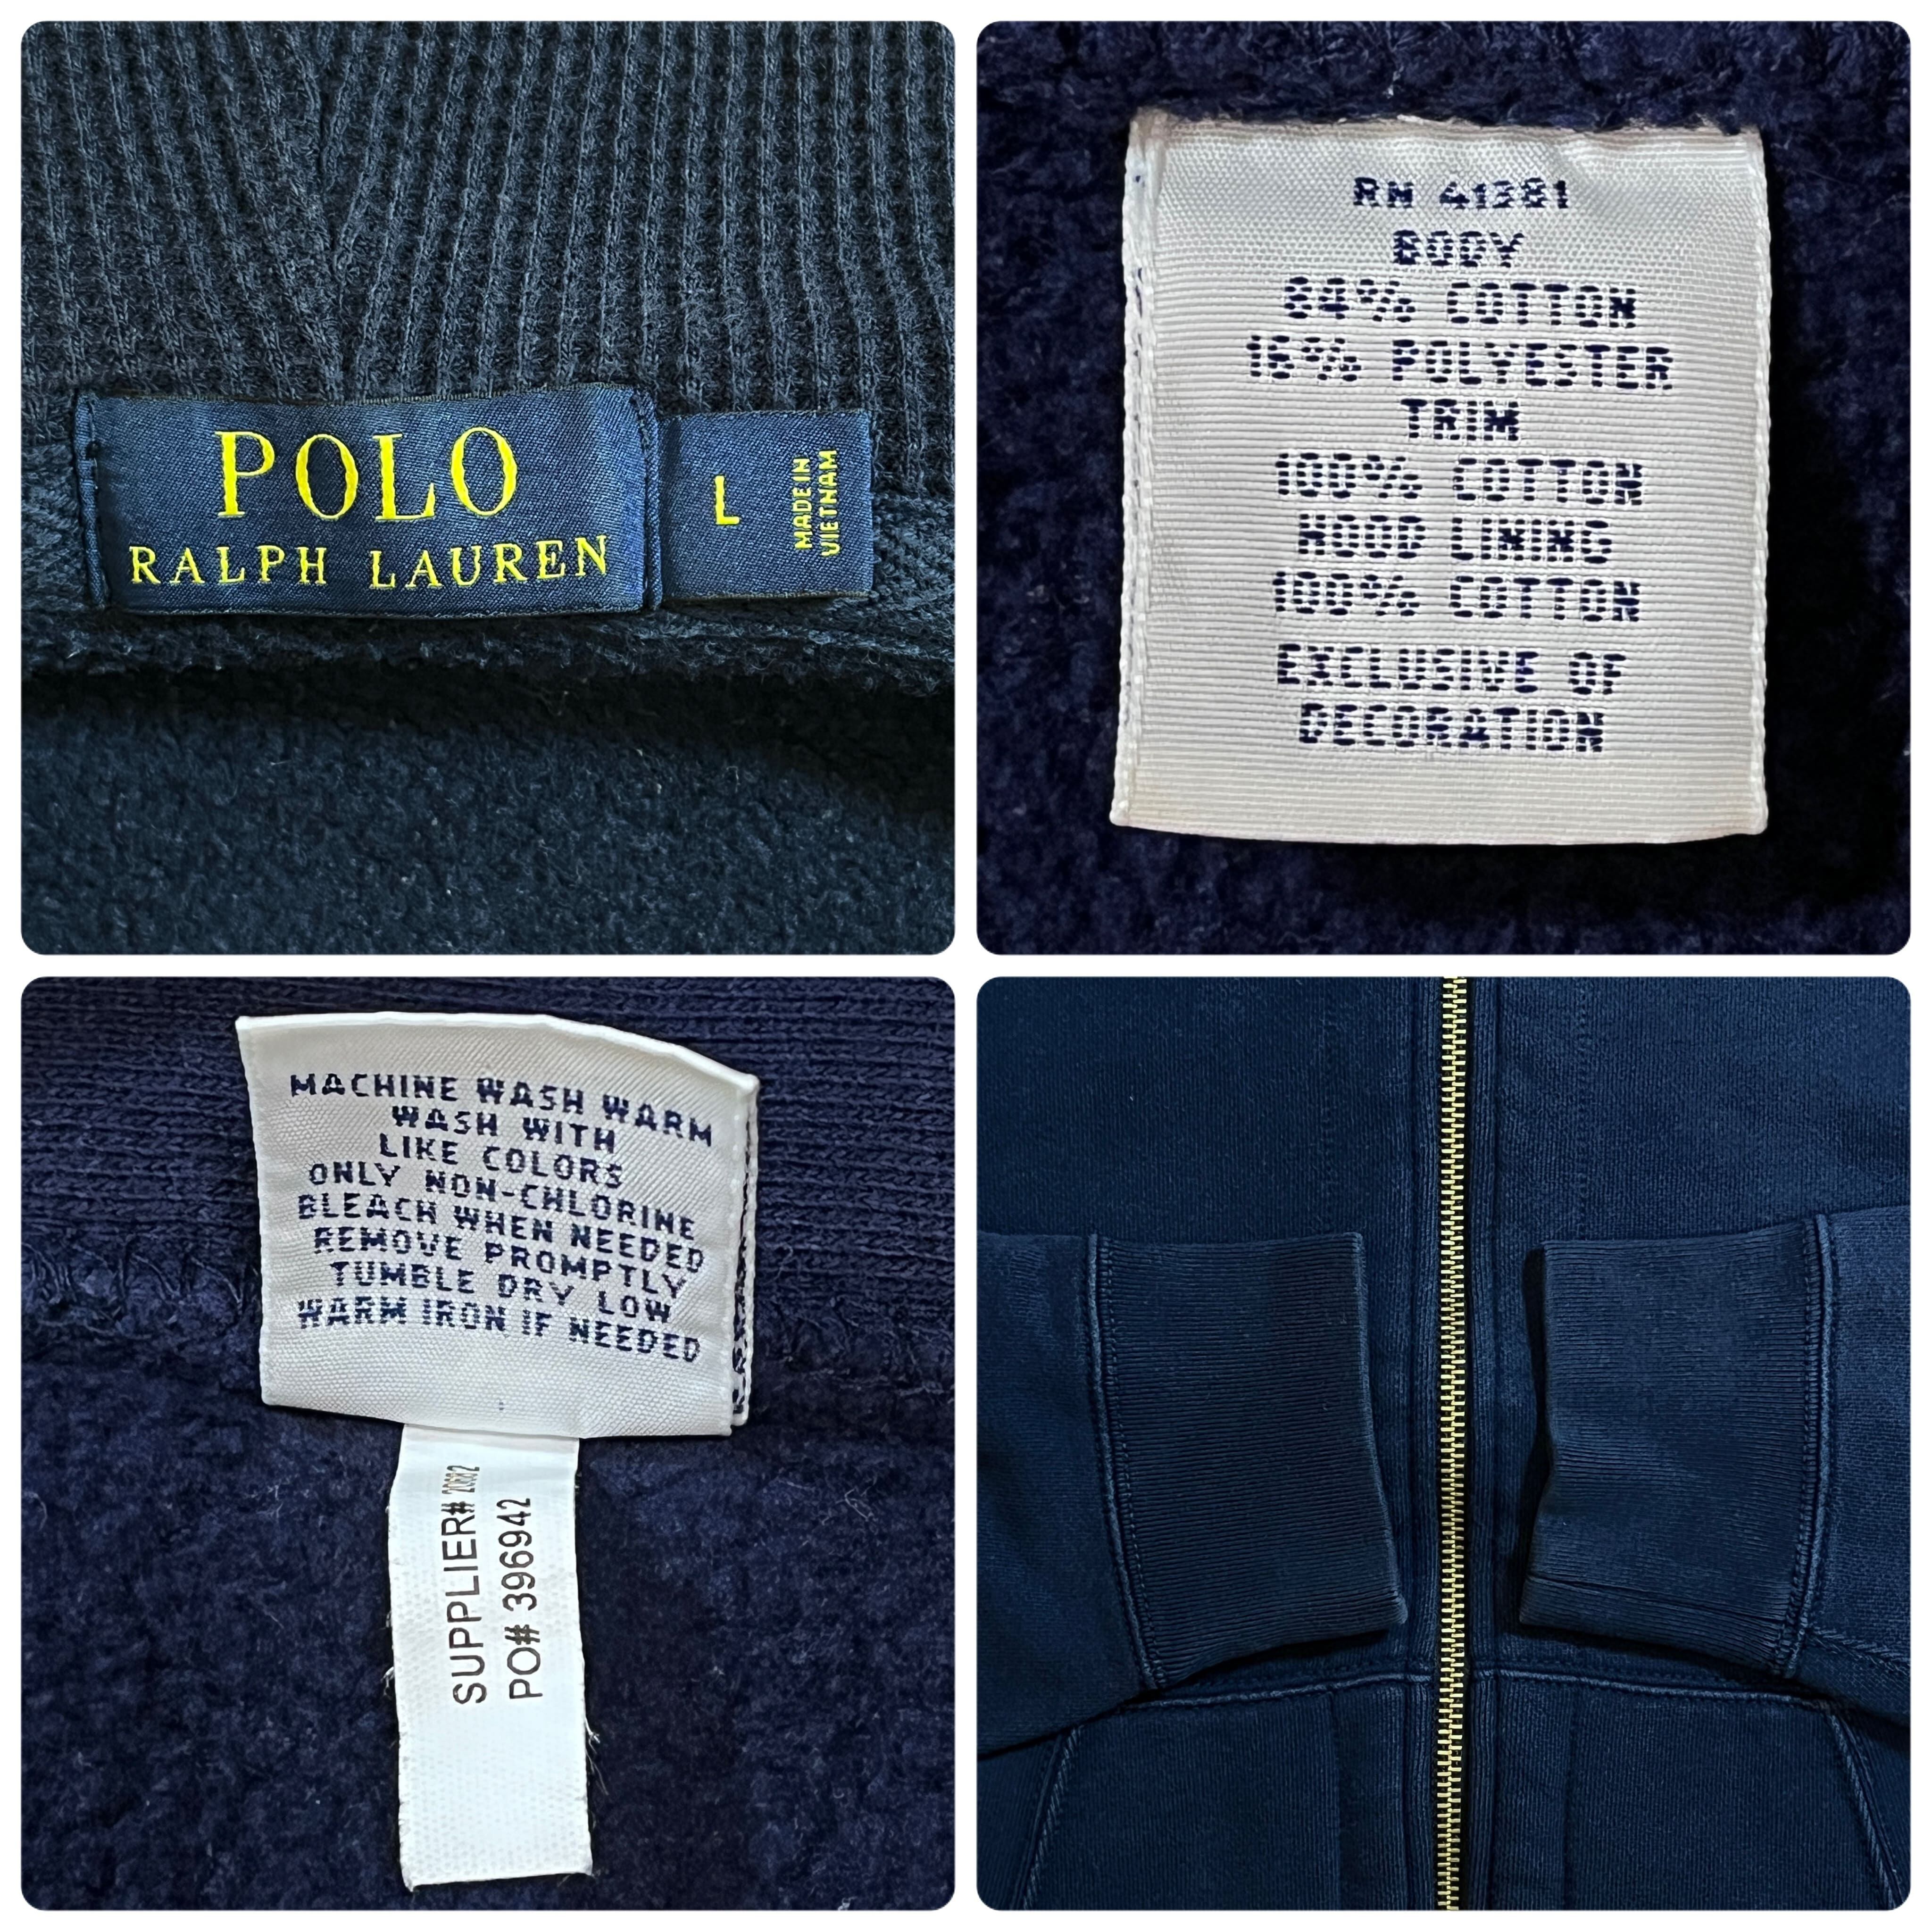 POLO
RALPH LAUREN
L
MADE IN
VIETNAM
RN 41381
BODY
84% COTTON
16% POLYESTER
TRIM
100% COTTON
HOOD LINING
100% COTTON
EXCLUSIVE OF
DECORATION
MACHINE WASH WARM
WASH WITH
LIKE COLORS
ONLY NON-CHLORINE
BLEACH WHEN NEEDED
REMOVE PROMPTLY
TUMBLE DRY LOW
WARM IRON IF NEEDED
SUPPLIER#
PO# 396942